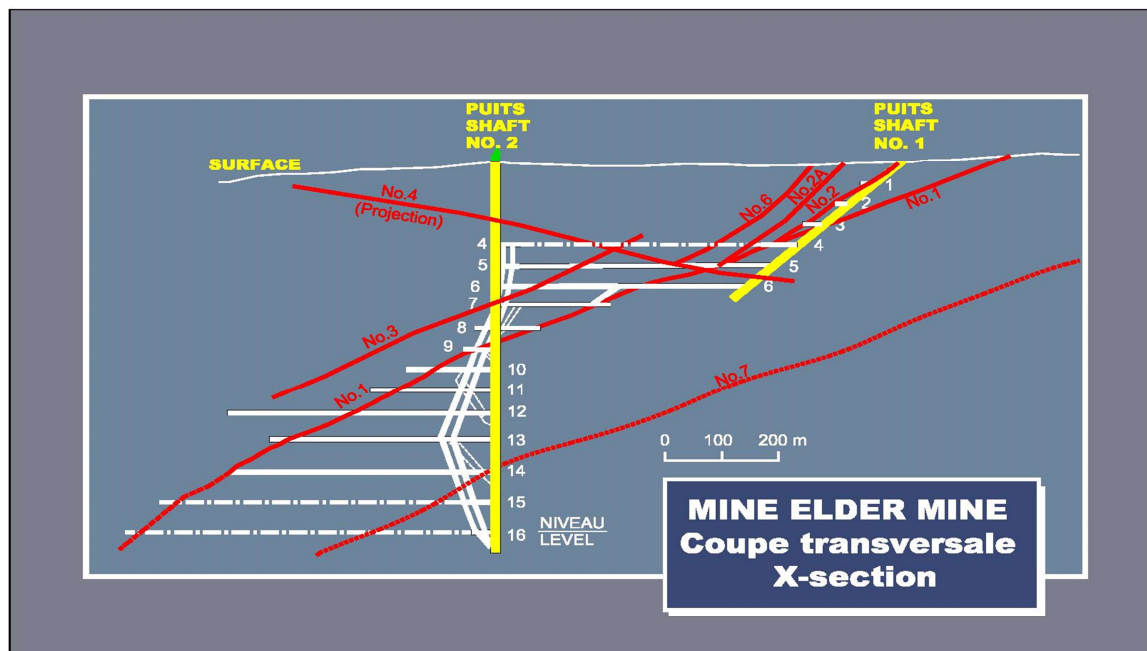 PUITS
SHAFT
NO. 2
PUITS
SHAFT
NO. 1
SURFACE
No.4
(Projection)
No.6
No.2A
No.2
No.1
1
2
3
4
4
5
5
6
6
7
8
9
No.3
No.1
No.7
10
11
12
13
14
15
16
NIVEAU
LEVEL
0 100 200 m
MINE ELDER MINE
Coupe transversale
X-section